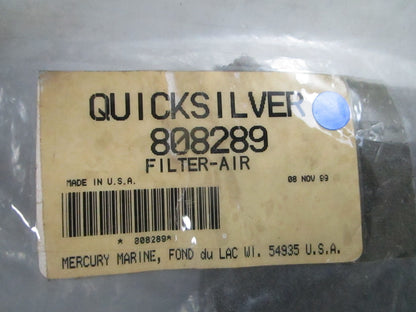 QUICKSILVER
808289
FILTER-AIR
MADE IN U.S.A. 08 NOV 99
* 808289*
MERCURY MARINE, FOND du LAC WI. 54935 U.S.A.